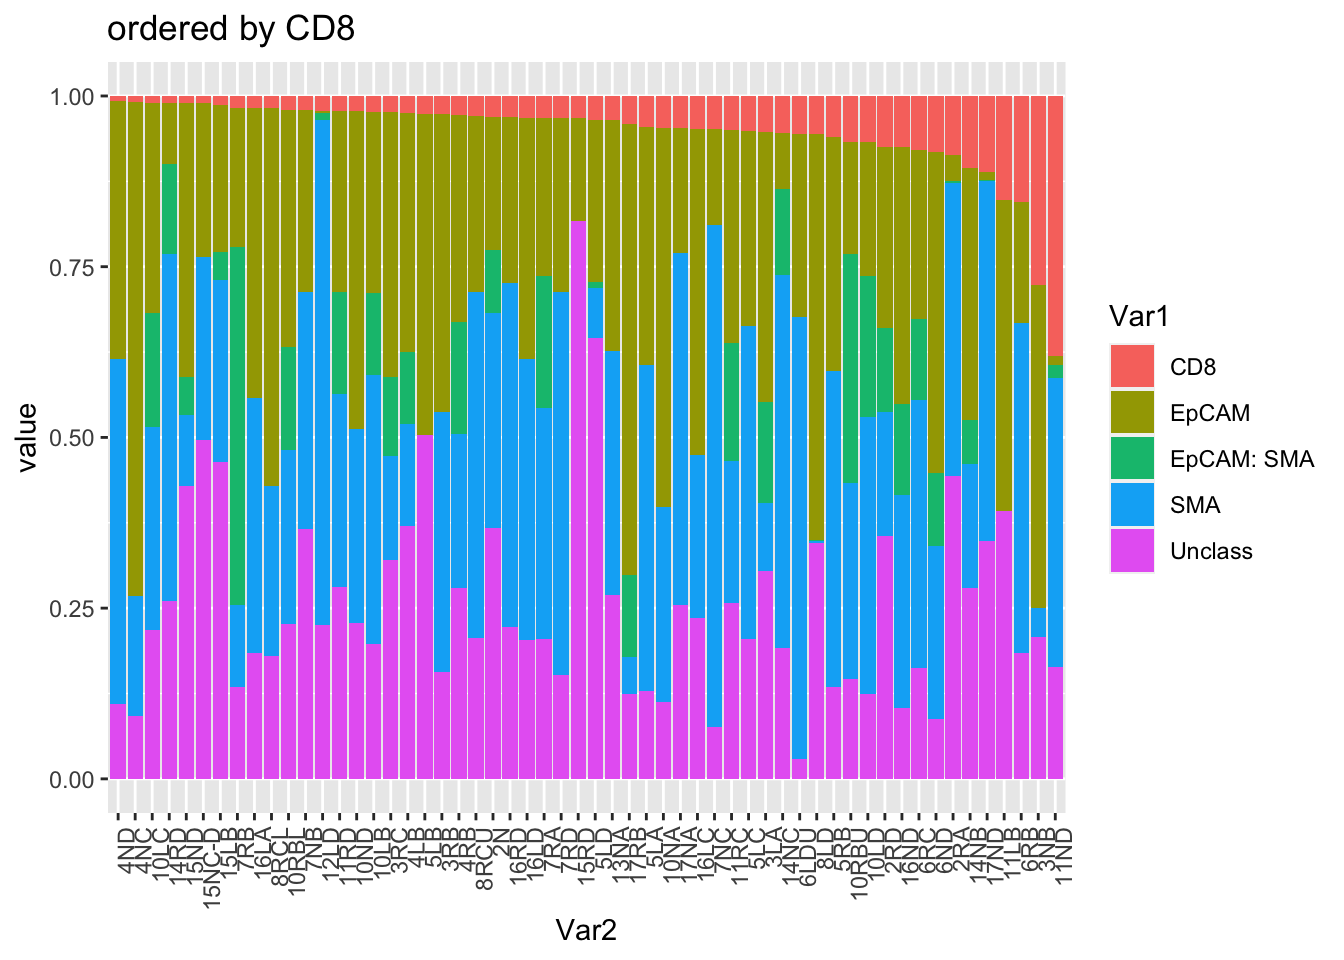 ordered by CD8
1.00
0.75
0.50
0.25
0.00
value
4ND
4NC
10LC
14RD
15ND
15NC-D
15LB
7RB
16LA
8RCL
10RBL
7NB
12LD
11RD
10ND
10LB
3RC
4LB
5LB
3RB
4RB
8RCU
2N
16RD
16LD
7RA
7RD
15RD
5LD
13NA
17RB
5LA
10NA
17NA
16LC
7NC
11RC
5LC
3LA
14NC
6LDU
8LD
5RB
10RBU
10RD
2RD
16ND
6RC
6ND
2RA
14NB
17ND
11LB
6RB
3NB
11ND
Var2
Var1
CD8
EpCAM
EpCAM: SMA
SMA
Unclass